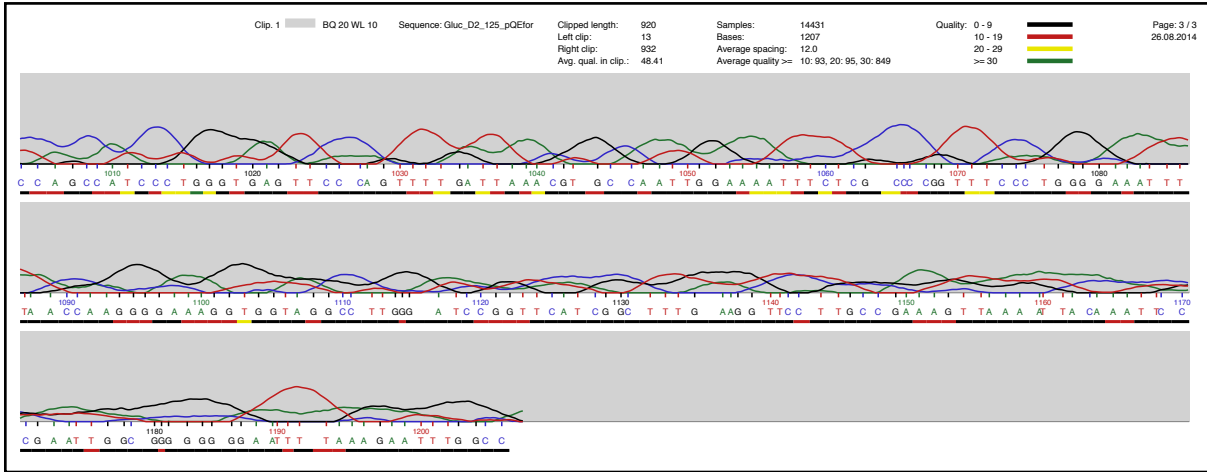 Clip. 1 BQ 20 WL 10 Sequence: Gluc_D2_125_pQEfor Clipped length: 920 Samples: 14431 Quality: 0 - 9 Page: 3 / 3
Left clip: 13 Bases: 1207 10 - 19 26.08.2014
Right clip: 932 Average spacing: 12.0 20 - 29
Avg. qual. in clip.: 48.41 Average quality >= 10: 93, 20: 95, 30: 849 >= 30
1010 1020 1030 1040 1050 1060 1070 1080
C C A G C C A T C C C T G G G T G A G T T C C C A G T T T T G A T T A A A C G T G C C A A T T G G A A A A T T T C T C G C C C C G G T T T C C C T G G G G A A A T T T
1090 1100 1110 1120 1130 1140 1150 1160 1170
T A A C C A A G G G G A A A G G T G G T A G G C C T T G G G A T C C G G T T C A T C G G C T T T G A A G G T T C C T T G C C G A A A G T T A A A A T T A C A A A T T C C
1180 1190 1200
C G A A T T G G C G G G G G G G A A T T T T A A A G A A T T T G G C C